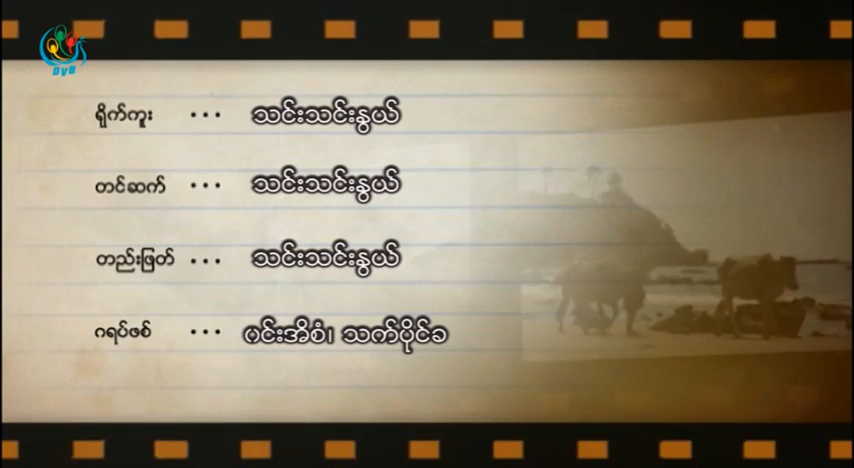 DVB
ရိုက်ကူး ... သင်းသင်းနွယ်
တင်ဆက် ... သင်းသင်းနွယ်
တည်းဖြတ် ... သင်းသင်းနွယ်
ဂရပ်ဖစ် ... ဂင်းအိစံ၊ သက်ပိုင်ခ